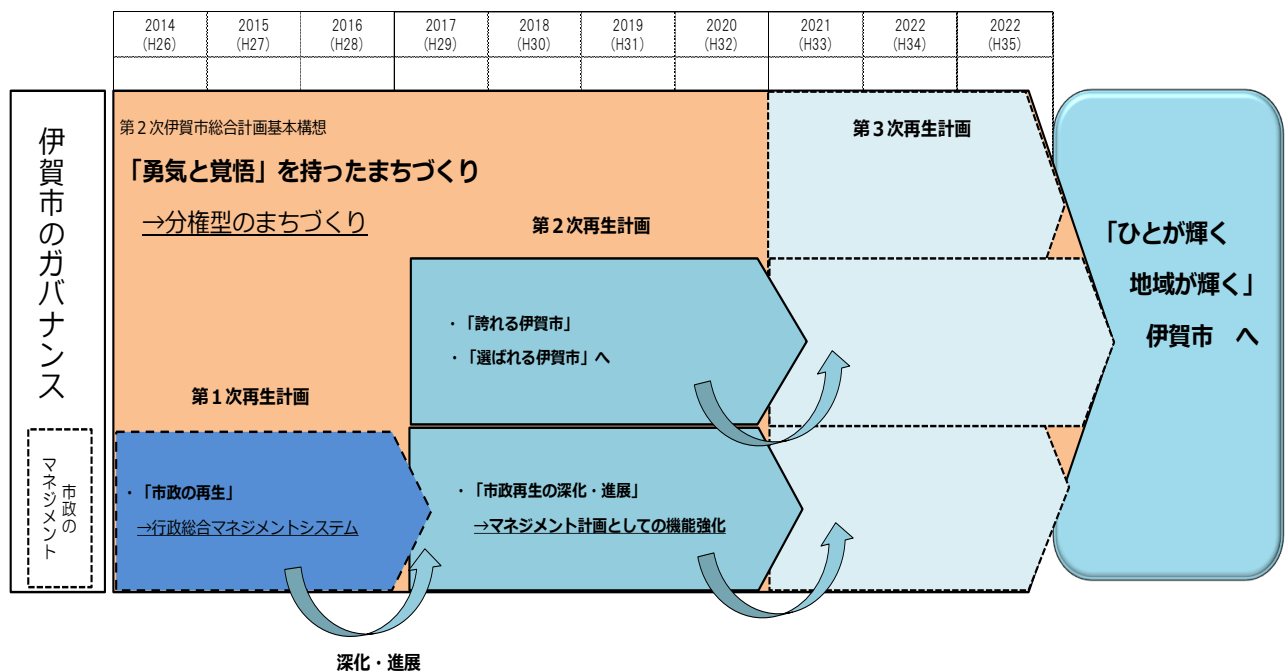 2014
(H26)
2015
(H27)
2016
(H28)
2017
(H29)
2018
(H30)
2019
(H31)
2020
(H32)
2021
(H33)
2022
(H34)
2022
(H35)
伊賀市のガバナンス
市政の
マネジメント
第2次伊賀市総合計画基本構想
「勇気と覚悟」を持ったまちづくり
→分権型のまちづくり
第1次再生計画
・「市政の再生」
→行政総合マネジメントシステム
第2次再生計画
・「誇れる伊賀市」
・「選ばれる伊賀市」へ
・「市政再生の深化・進展」
→マネジメント計画としての機能強化
第3次再生計画
「ひとが輝く
地域が輝く」
伊賀市　へ
深化・進展